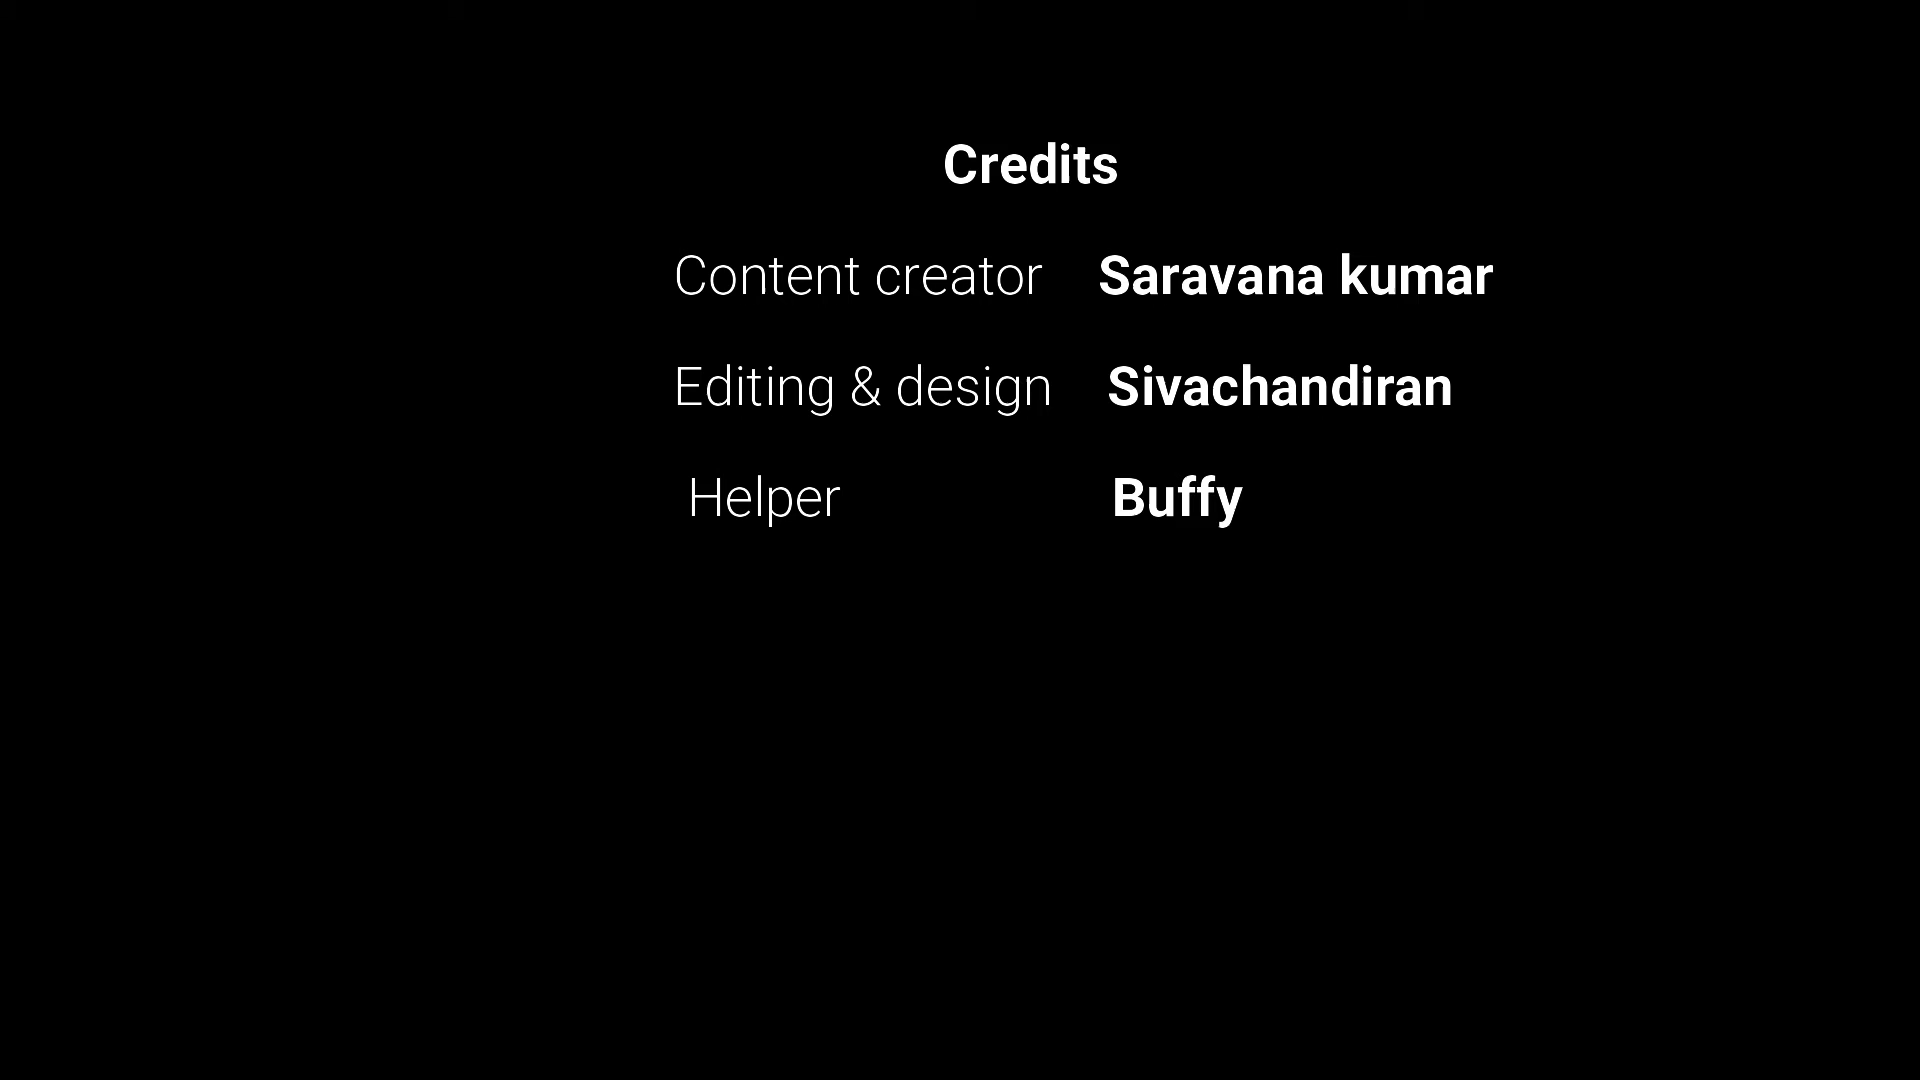 Credits
Content creator Saravana kumar
Editing & design Sivachandiran
Helper Buffy